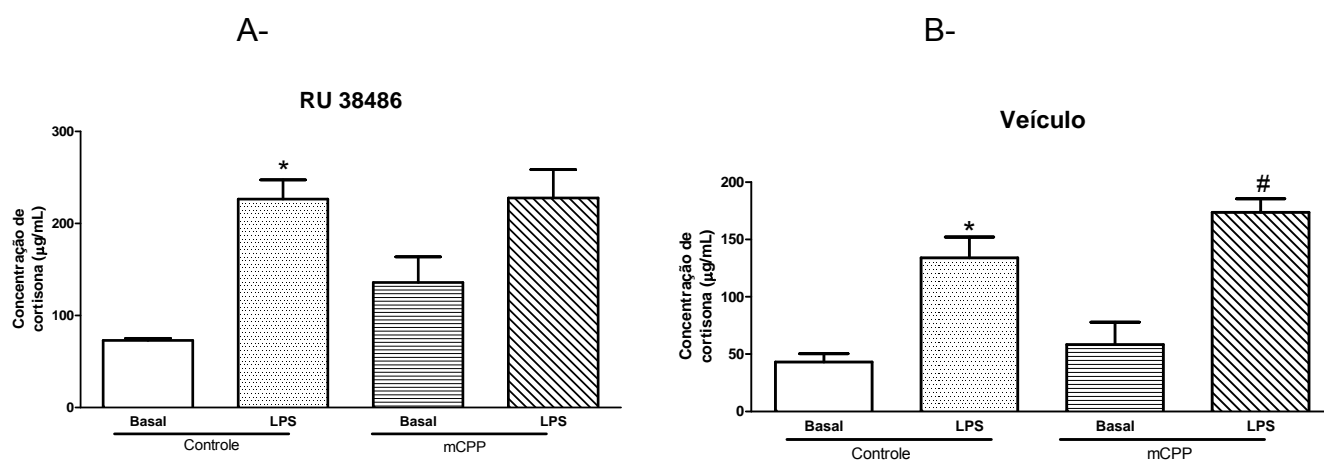 A-
RU 38486
Concentração de
cortisona (µg/mL)
300
200
100
0
*
Basal
LPS
Basal
LPS
Controle
mCPP
B-
Veículo
Concentração de
cortisona (µg/mL)
200
150
100
50
0
*
#
Basal
LPS
Basal
LPS
Controle
mCPP